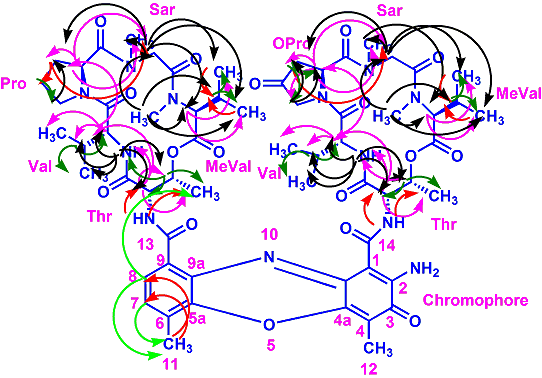 Sar Sar
CH3 OPro
O N O N
Pro O O
CH3 CH3
N CH3 N CH3
O MeVal
H3C O H3C O
H3C N H3C N
O O
Val NH O MeVal Val NH O
CH3 H3C
O O CH3 O O CH3
Thr Thr
HN NH
O 13 O 14
9 9a 10 N 1
8 2 NH2
Chromophore
7 5a 4a 3 O
6 O 4
CH3 5 CH3
11 12